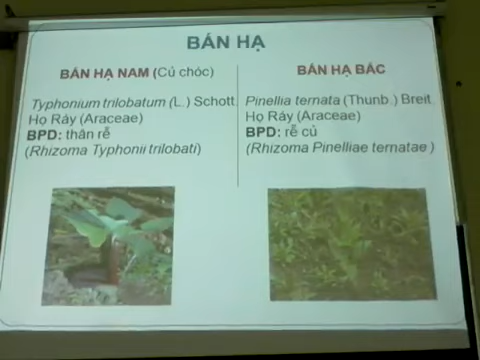 BÁN HẠ
BÁN HẠ NAM (Củ chóc)
Typhonium trilobatum (L.) Schott
Họ Ráy (Araceae)
BPD: thân rễ
(Rhizoma Typhonii trilobati)
BÁN HẠ BẮC
Pinellia ternata (Thunb.) Breit
Họ Ráy (Araceae)
BPD: rễ củ
(Rhizoma Pinelliae ternatae)